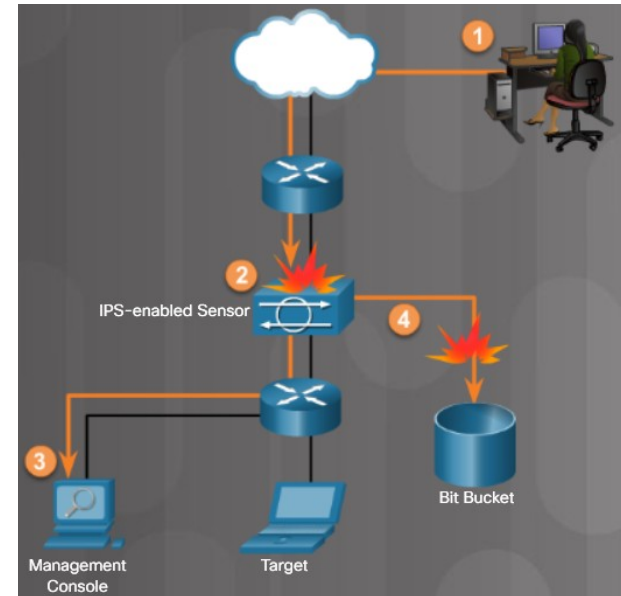 1
2
IPS-enabled Sensor
4
3
Bit Bucket
Management
Console
Target